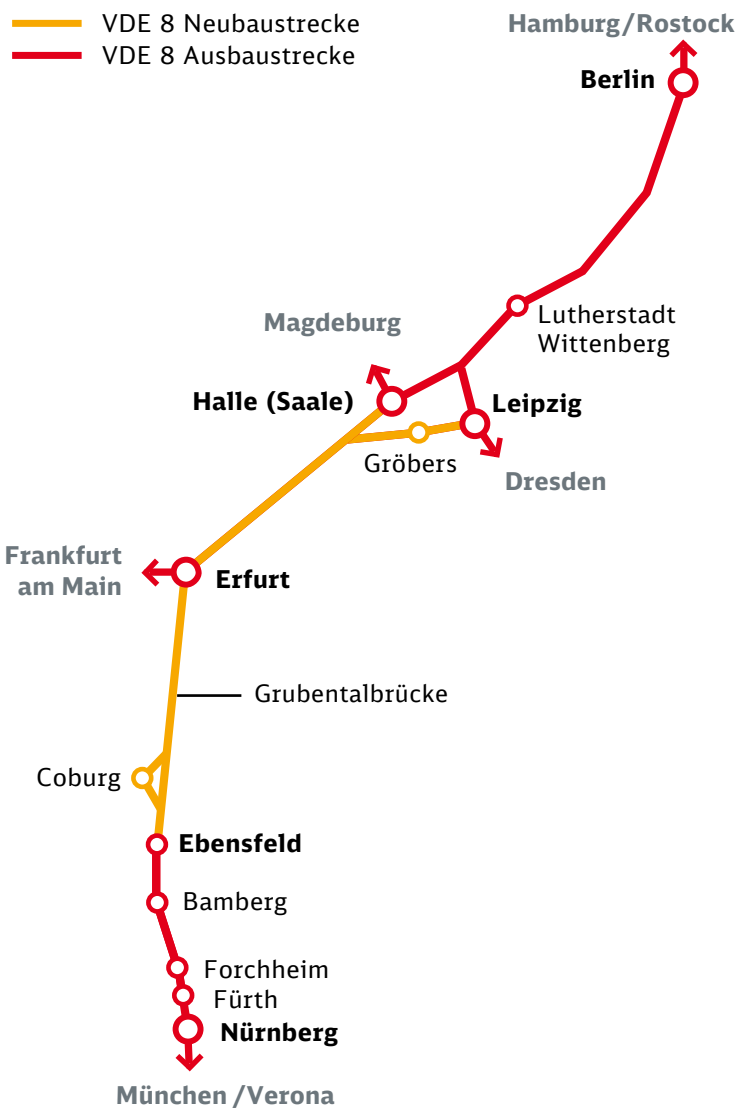 VDE 8 Neubaustrecke
VDE 8 Ausbaustrecke
Hamburg/Rostock
Berlin
Lutherstadt
Wittenberg
Magdeburg
Halle (Saale)
Leipzig
Gröbers
Dresden
Frankfurt
am Main
Erfurt
Grubentalbrücke
Coburg
Ebensfeld
Bamberg
Forchheim
Fürth
Nürnberg
München /Verona